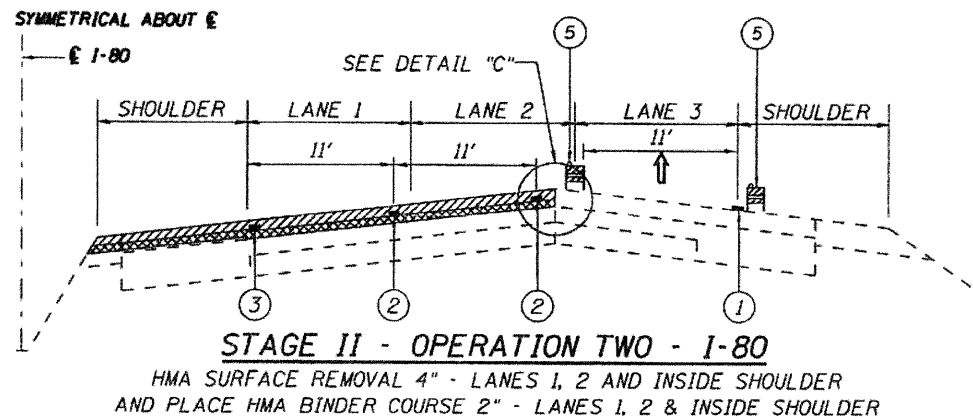 SYMMETRICAL ABOUT ℄
℄ I-80
SEE DETAIL "C"
5
5
SHOULDER
LANE 1
LANE 2
LANE 3
SHOULDER
11'
11'
11'
3
2
2
1
STAGE II - OPERATION TWO - I-80
HMA SURFACE REMOVAL 4" - LANES 1, 2 AND INSIDE SHOULDER
AND PLACE HMA BINDER COURSE 2" - LANES 1, 2 & INSIDE SHOULDER